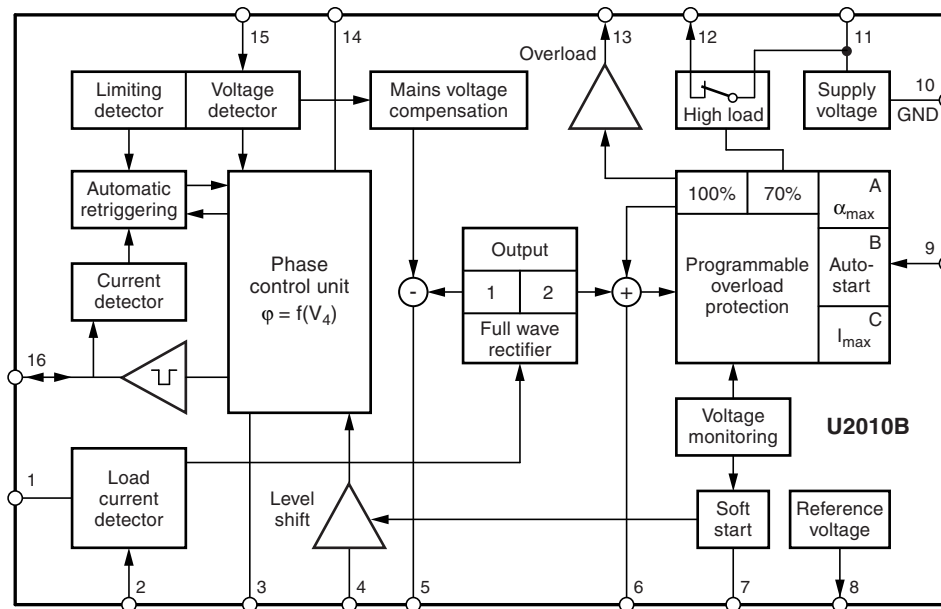 15
14
13
12
11
Overload
Limiting
detector
Voltage
detector
Mains voltage
compensation
High load
Supply
voltage
10
GND
Automatic
retriggering
100%
70%
A
αmax
Phase
control unit
φ = f(V4)
Output
1
2
Full wave
rectifier
-
+
Programmable
overload
protection
B
Auto-
start
9
C
Imax
Current
detector
16
Voltage
monitoring
U2010B
1
Load
current
detector
Level
shift
Soft
start
Reference
voltage
2
3
4
5
6
7
8